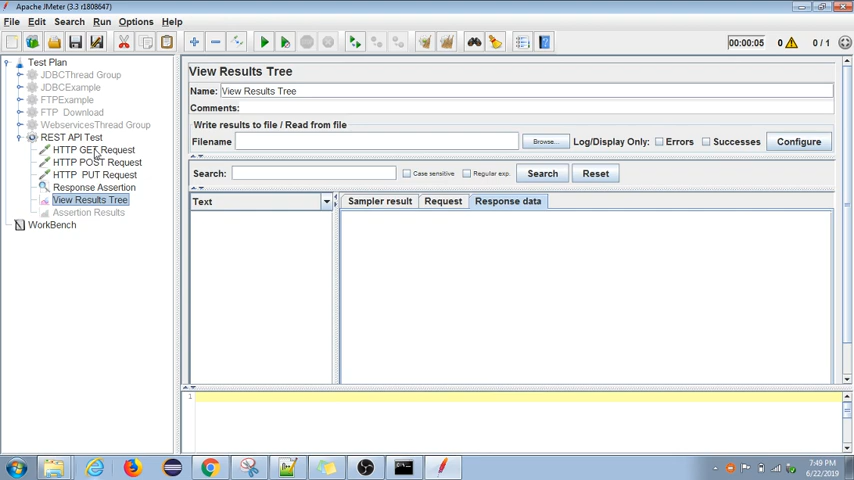 Apache JMeter (3.3 r1808647)
File Edit Search Run Options Help
00:00:05 0 0 / 1
Test Plan
JDBCThread Group
JDBCExample
FTPExample
FTP Download
WebservicesThread Group
REST API Test
HTTP GET Request
HTTP POST Request
HTTP PUT Request
Response Assertion
View Results Tree
Assertion Results
WorkBench
View Results Tree
Name: View Results Tree
Comments:
Write results to file / Read from file
Filename Browse... Log/Display Only: Errors Successes Configure
Search: Case sensitive Regular exp. Search Reset
Text Sampler result Request Response data
1
7:49 PM
6/22/2019